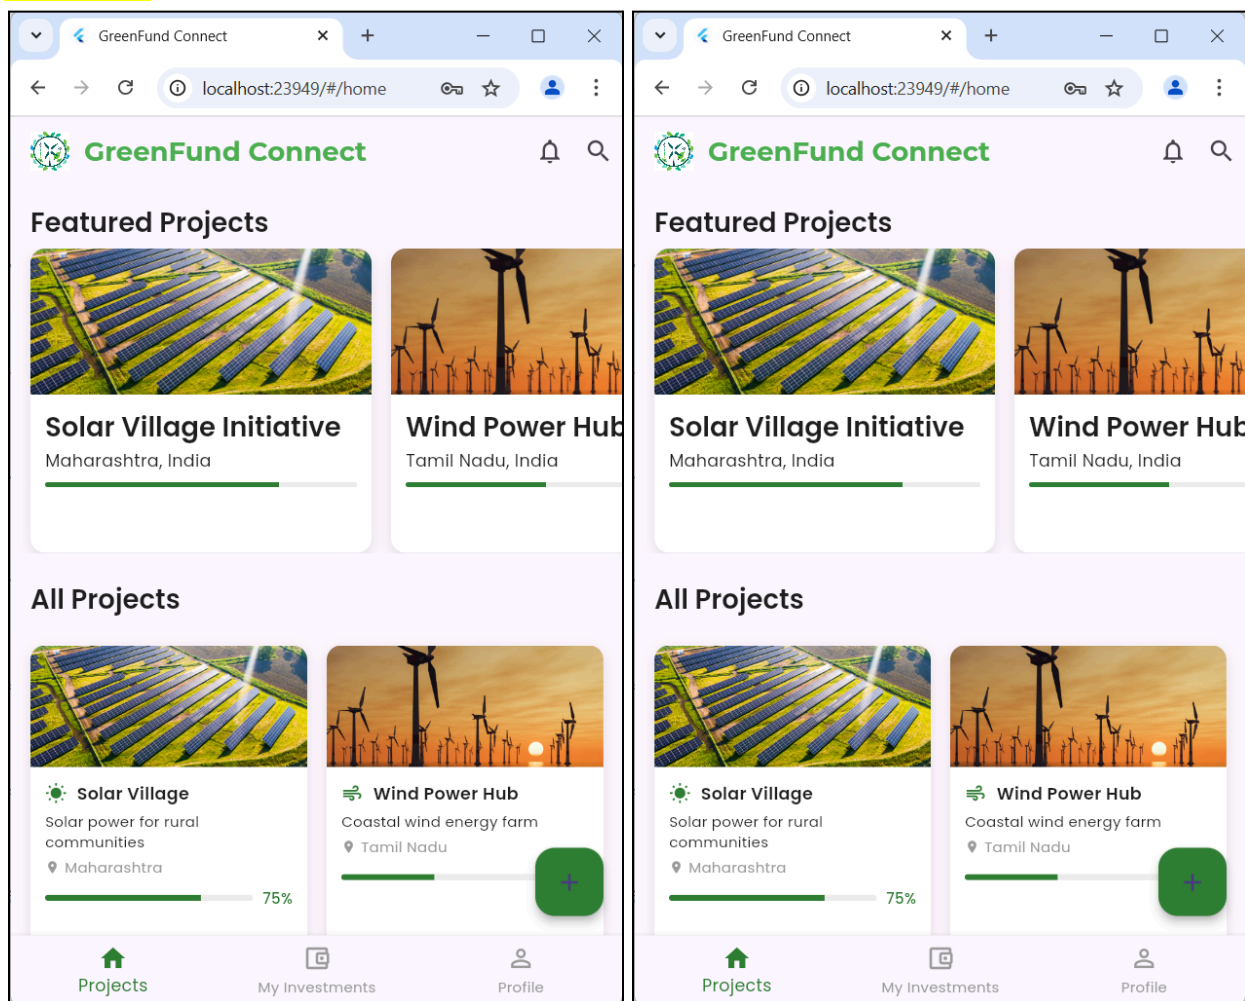 GreenFund Connect
localhost:23949/#/home
GreenFund Connect
Featured Projects
Solar Village Initiative
Maharashtra, India
Wind Power Hub
Tamil Nadu, India
All Projects
Solar Village
Solar power for rural
communities
Maharashtra
75%
Wind Power Hub
Coastal wind energy farm
Tamil Nadu
Projects
My Investments
Profile
GreenFund Connect
localhost:23949/#/home
GreenFund Connect
Featured Projects
Solar Village Initiative
Maharashtra, India
Wind Power Hub
Tamil Nadu, India
All Projects
Solar Village
Solar power for rural
communities
Maharashtra
75%
Wind Power Hub
Coastal wind energy farm
Tamil Nadu
Projects
My Investments
Profile